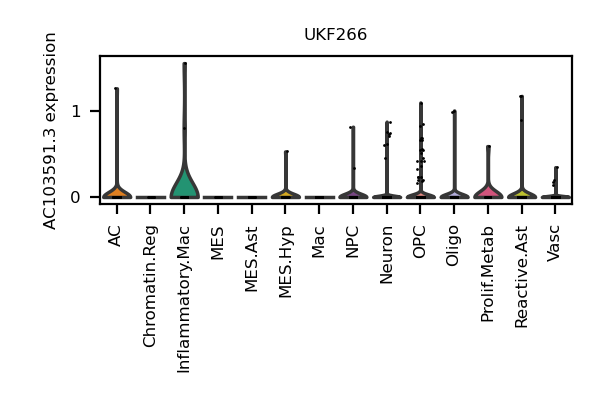 UKF266
AC103591.3 expression
1
0
AC
Chromatin.Reg
Inflammatory.Mac
MES
MES.Ast
MES.Hyp
Mac
NPC
Neuron
OPC
Oligo
Prolif.Metab
Reactive.Ast
Vasc